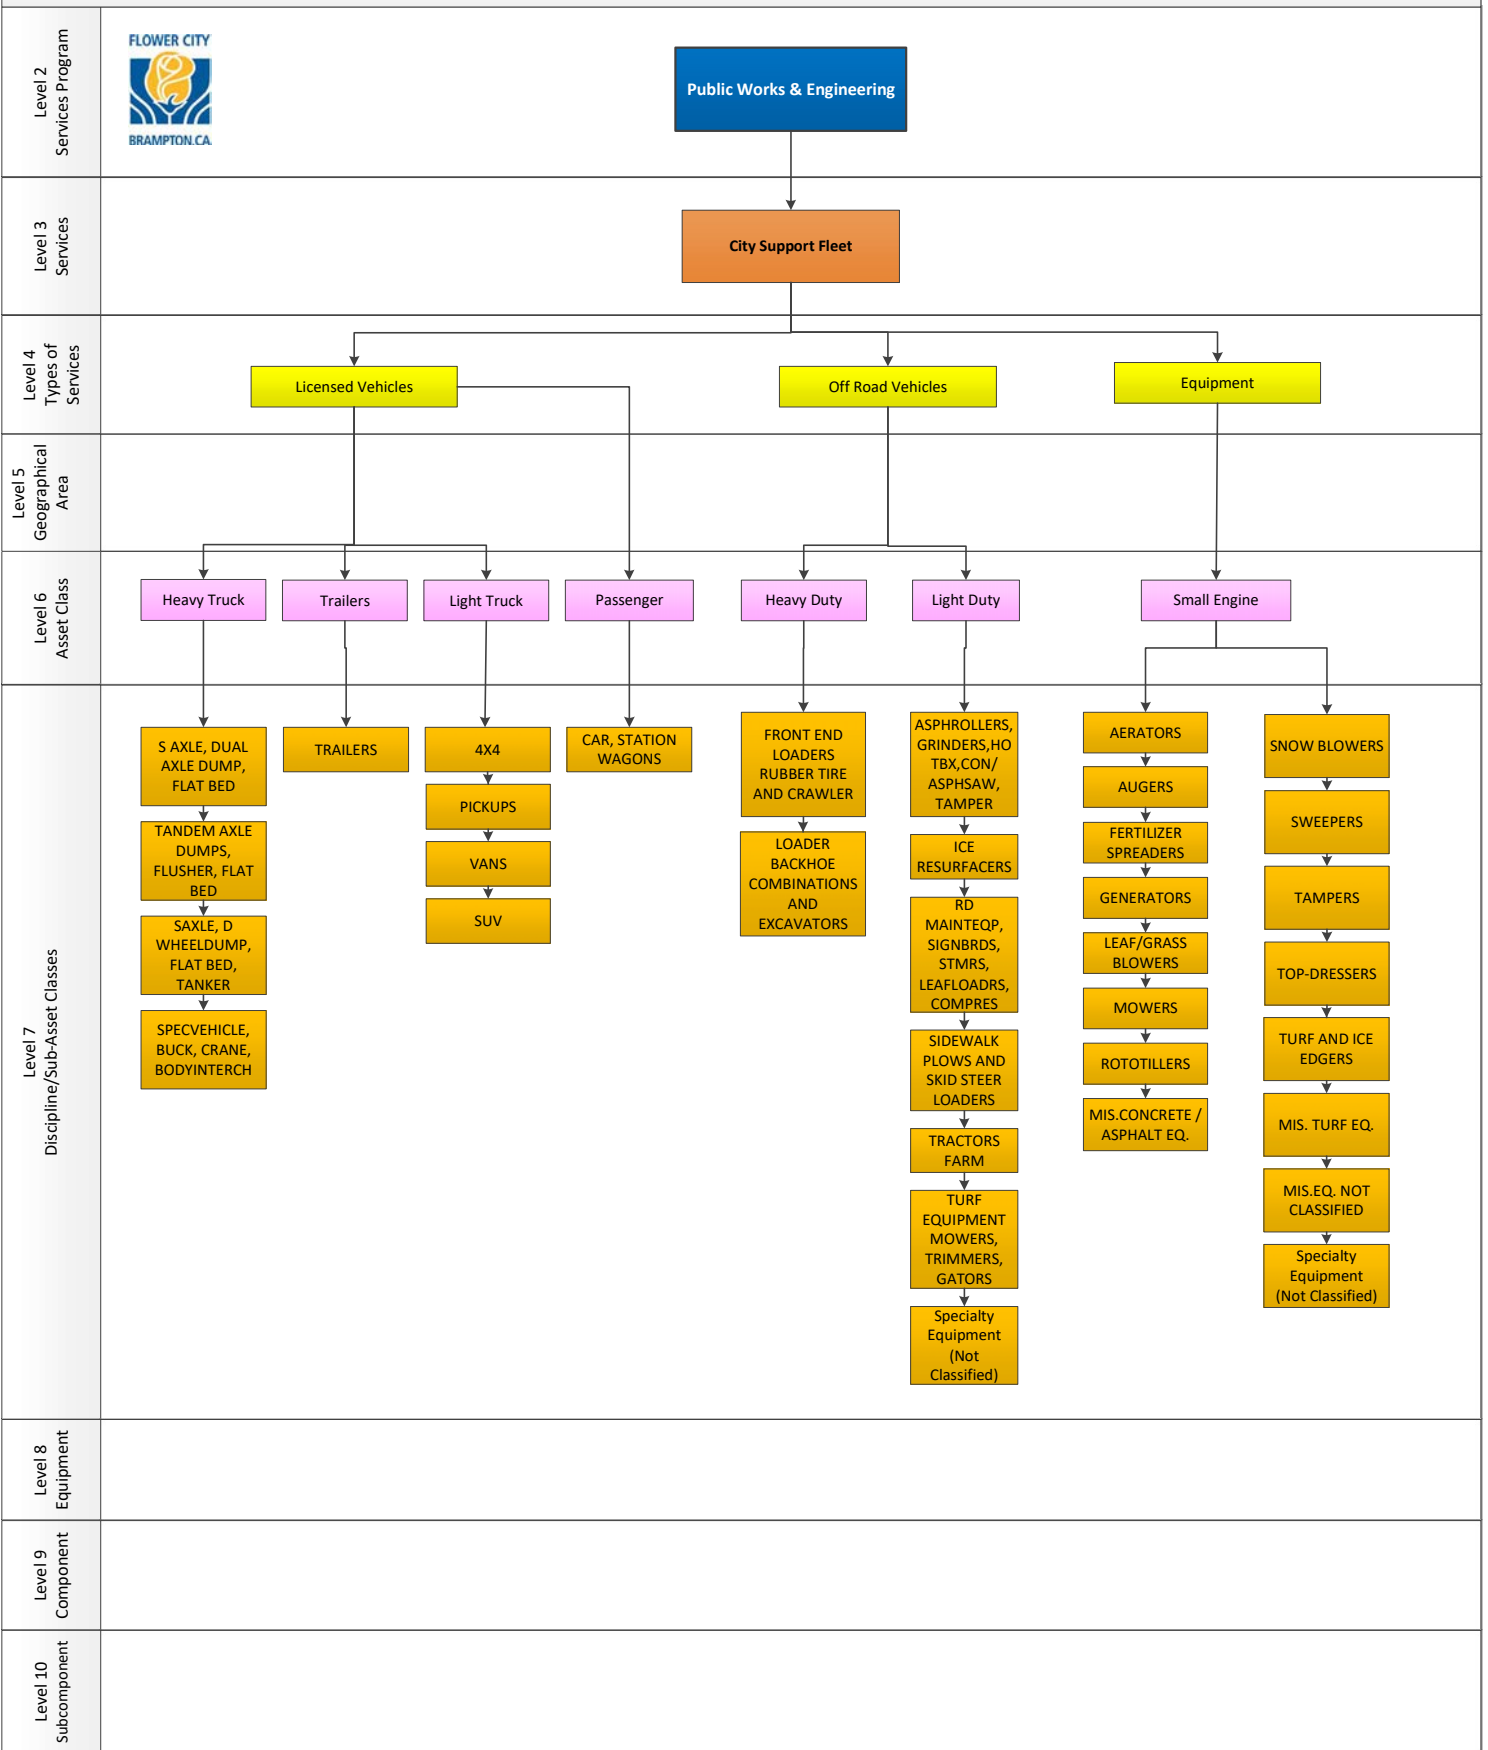 Level 2
Services Program
FLOWER CITY
BRAMPTON.CA
Public Works & Engineering
Level 3
Services
City Support Fleet
Level 4
Types of
Services
Licensed Vehicles
Off Road Vehicles
Equipment
Level 5
Geographical
Area
Level 6
Asset Class
Heavy Truck
Trailers
Light Truck
Passenger
Heavy Duty
Light Duty
Small Engine
Level 7
Discipline/Sub-Asset Classes
S AXLE, DUAL
AXLE DUMP,
FLAT BED
TANDEM AXLE
DUMPS,
FLUSHER, FLAT
BED
SAXLE, D
WHEELDUMP,
FLAT BED,
TANKER
SPECVEHICLE,
BUCK, CRANE,
BODYINTERCH
TRAILERS
4X4
PICKUPS
VANS
SUV
CAR, STATION
WAGONS
FRONT END
LOADERS
RUBBER TIRE
AND CRAWLER
LOADER
BACKHOE
COMBINATIONS
AND
EXCAVATORS
ASPHROLLERS,
GRINDERS,HO
TBX,CON/
ASPHSAW,
TAMPER
ICE
RESURFACERS
RD
MAINTEQP,
SIGNBRDS,
STMRS,
LEAFLOADRS,
COMPRES
SIDEWALK
PLOWS AND
SKID STEER
LOADERS
TRACTORS
FARM
TURF
EQUIPMENT
MOWERS,
TRIMMERS,
GATORS
Specialty
Equipment
(Not
Classified)
AERATORS
AUGERS
FERTILIZER
SPREADERS
GENERATORS
LEAF/GRASS
BLOWERS
MOWERS
ROTOTILLERS
MIS.CONCRETE /
ASPHALT EQ.
SNOW BLOWERS
SWEEPERS
TAMPERS
TOP-DRESSERS
TURF AND ICE
EDGERS
MIS. TURF EQ.
MIS.EQ. NOT
CLASSIFIED
Specialty
Equipment
(Not Classified)
Level 8
Equipment
Level 9
Component
Level 10
Subcomponent